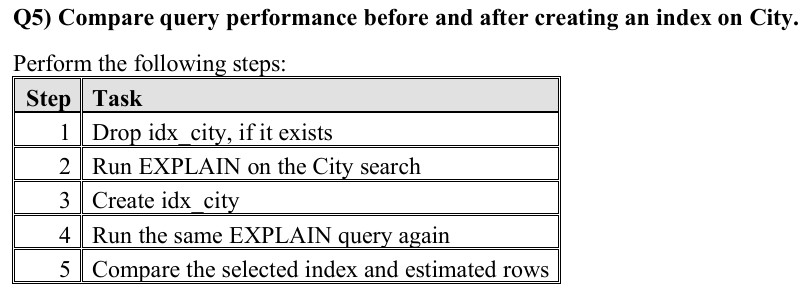 Q5) Compare query performance before and after creating an index on City.
Perform the following steps:
Step Task
1 Drop idx_city, if it exists
2 Run EXPLAIN on the City search
3 Create idx_city
4 Run the same EXPLAIN query again
5 Compare the selected index and estimated rows